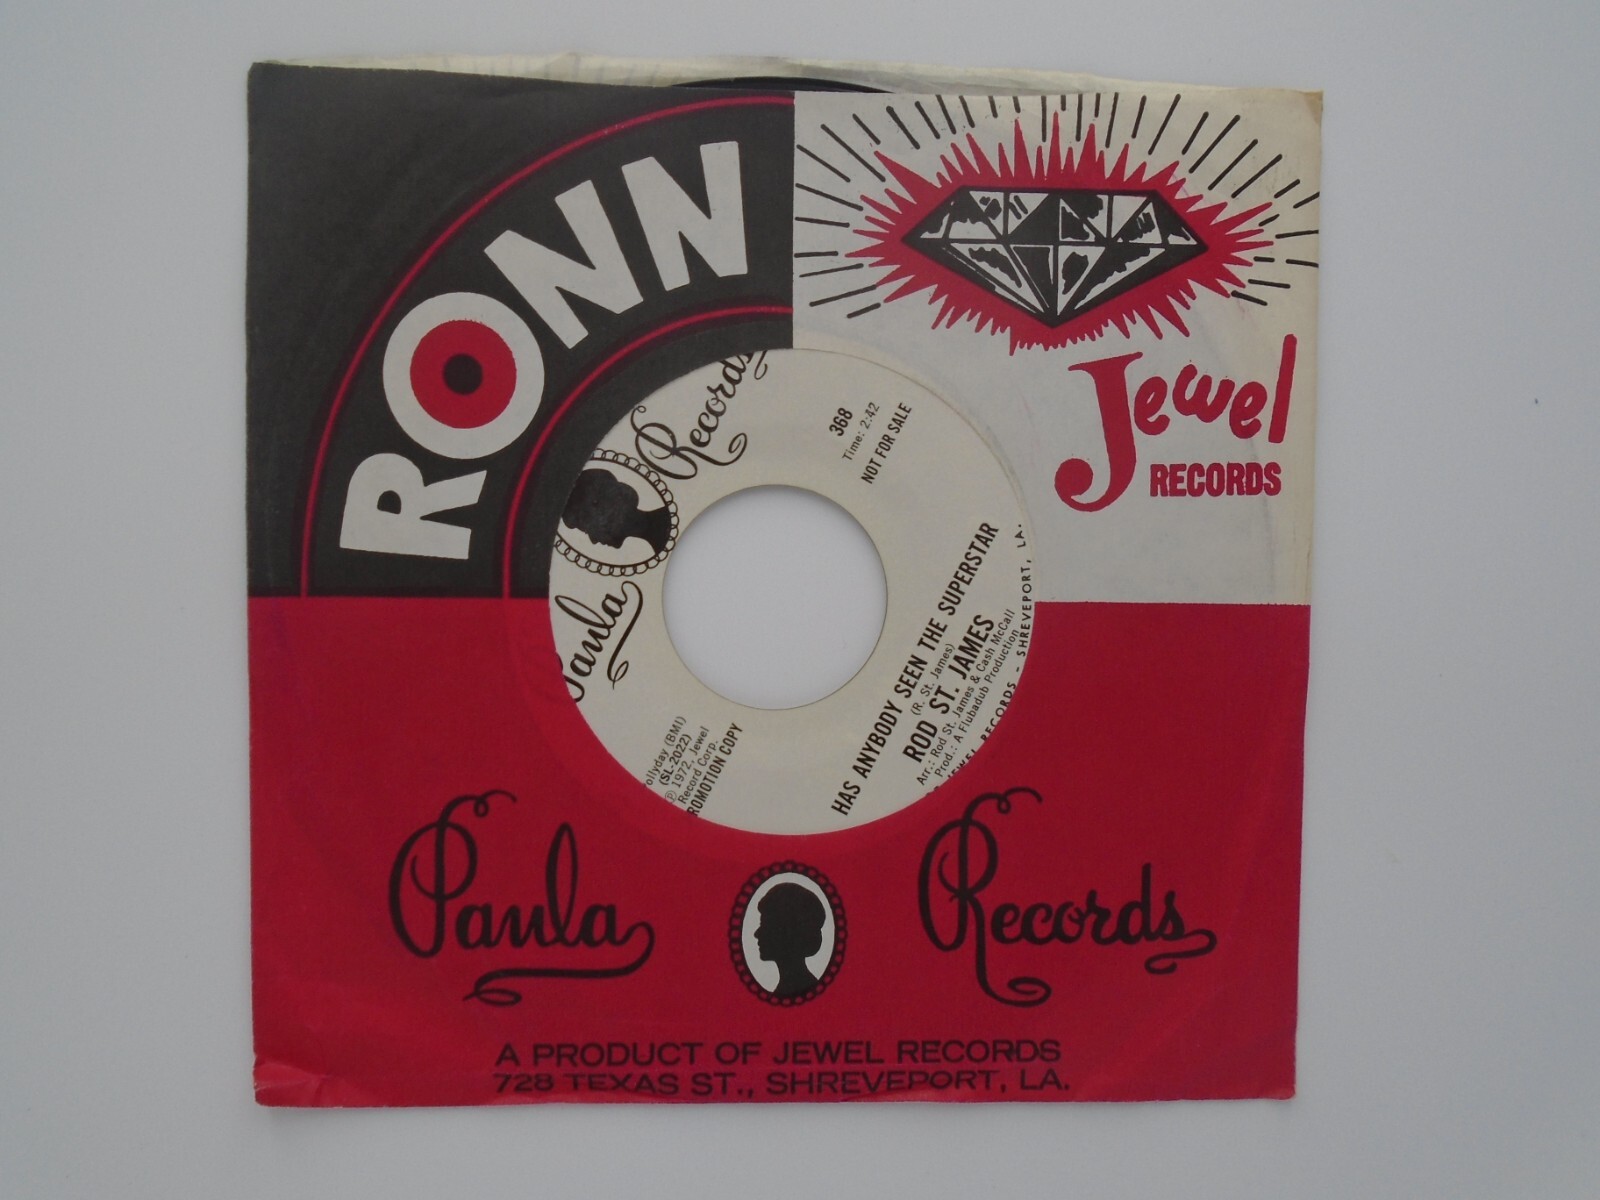 RONN
Jewel
RECORDS
Paula Records
368
Time: 2:42
NOT FOR SALE
(BMI)
(SL-2022)
℗ 1972, Jewel
Record Corp.
HAS ANYBODY SEEN THE SUPERSTAR
(R. St. James)
ROD ST. JAMES
Arr.: Rod St. James & Cash McCall
Prod.: A Flubadub Production
RECORDS - SHREVEPORT, LA.
COPY
Paula Records
A PRODUCT OF JEWEL RECORDS
728 TEXAS ST., SHREVEPORT, LA.